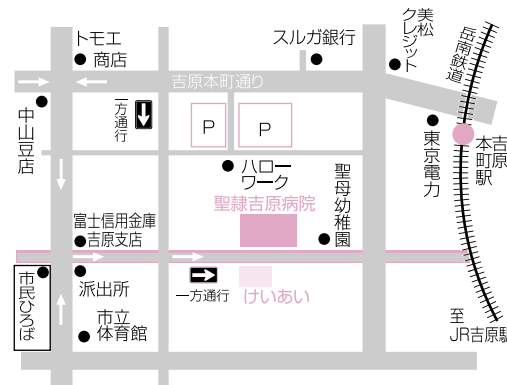 トモエ
商店
スルガ銀行
美松
クレジット
岳南鉄道
吉原本町通り
中山豆店
一方通行
P
P
東京電力
吉原
本町駅
ハロー
ワーク
聖母幼稚園
聖隷吉原病院
富士信用金庫
吉原支店
市民ひろば
派出所
一方通行
けいあい
市立
体育館
至
JR吉原駅